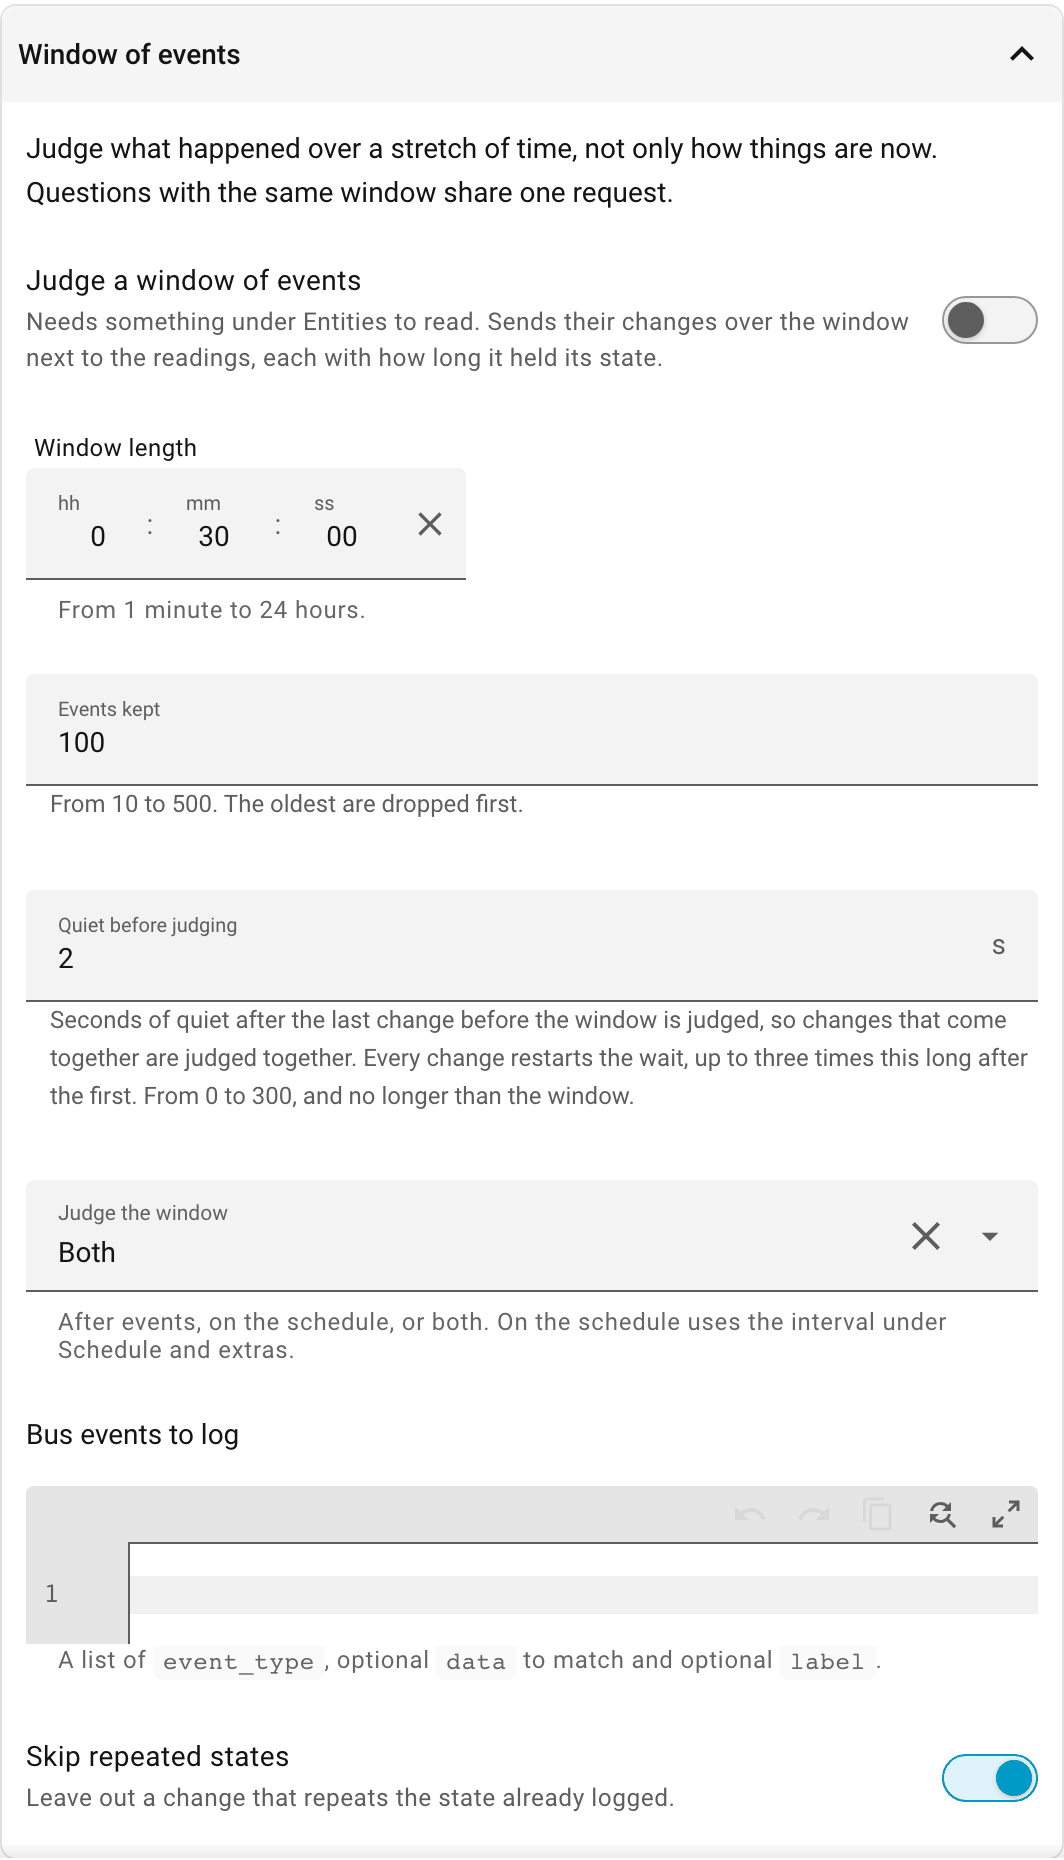 Window of events
Judge what happened over a stretch of time, not only how things are now.
Questions with the same window share one request.
Judge a window of events
Needs something under Entities to read. Sends their changes over the window
next to the readings, each with how long it held its state.
Window length
hh mm ss
0 : 30 : 00
From 1 minute to 24 hours.
Events kept
100
From 10 to 500. The oldest are dropped first.
Quiet before judging
2 s
Seconds of quiet after the last change before the window is judged, so changes that come
together are judged together. Every change restarts the wait, up to three times this long after
the first. From 0 to 300, and no longer than the window.
Judge the window
Both
After events, on the schedule, or both. On the schedule uses the interval under
Schedule and extras.
Bus events to log
1
A list of event_type, optional data to match and optional label.
Skip repeated states
Leave out a change that repeats the state already logged.